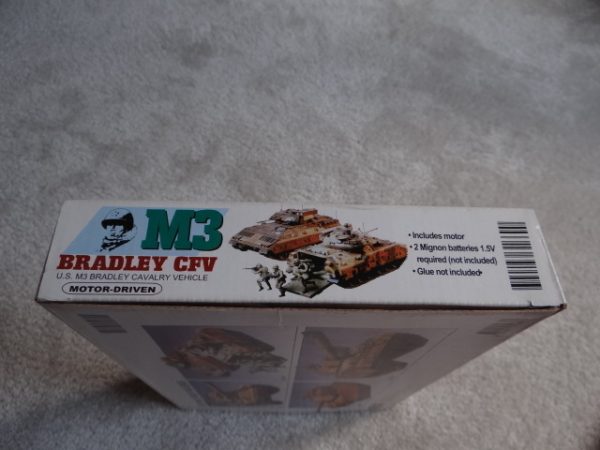 M3
BRADLEY CFV
U.S. M3 BRADLEY CAVALRY VEHICLE
MOTOR-DRIVEN
• Includes motor
• 2 Mignon batteries 1.5V
required (not included)
• Glue not included•